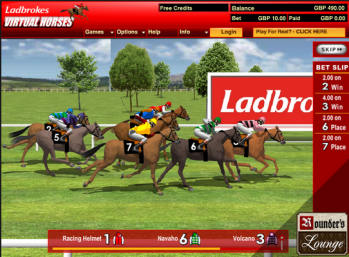 Ladbrokes
VIRTUAL HORSES
Free Credits
Balance GBP 490.00
Bet GBP 10.00 Paid GBP 0.00
Games Options Help Info Login Play For Real? - CLICK HERE
SKIP
BET SLIP
2.00 on
2 Win
4.00 on
3 Win
2.00 on
6 Place
2.00 on
7 Place
Ladbro
2 5
1
7
4
6
3
Racing Helmet 1 Navaho 6 Volcano 3
Rounder's
Lounge